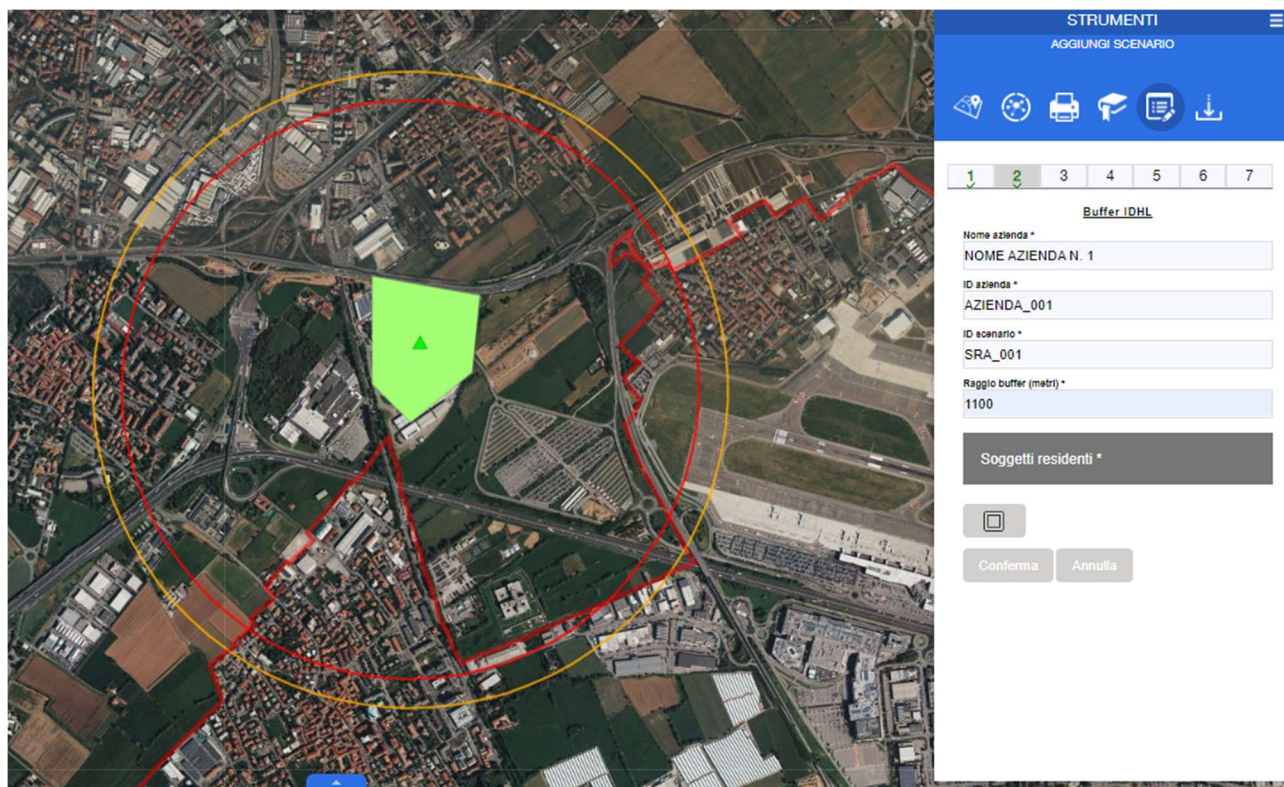 STRUMENTI
AGGIUNGI SCENARIO
1 2 3 4 5 6 7
Buffer IDHL
Nome azienda *
NOME AZIENDA N. 1
ID azienda *
AZIENDA_001
ID scenario *
SRA_001
Raggio buffer (metri) *
1100
Soggetti residenti *
Conferma Annulla